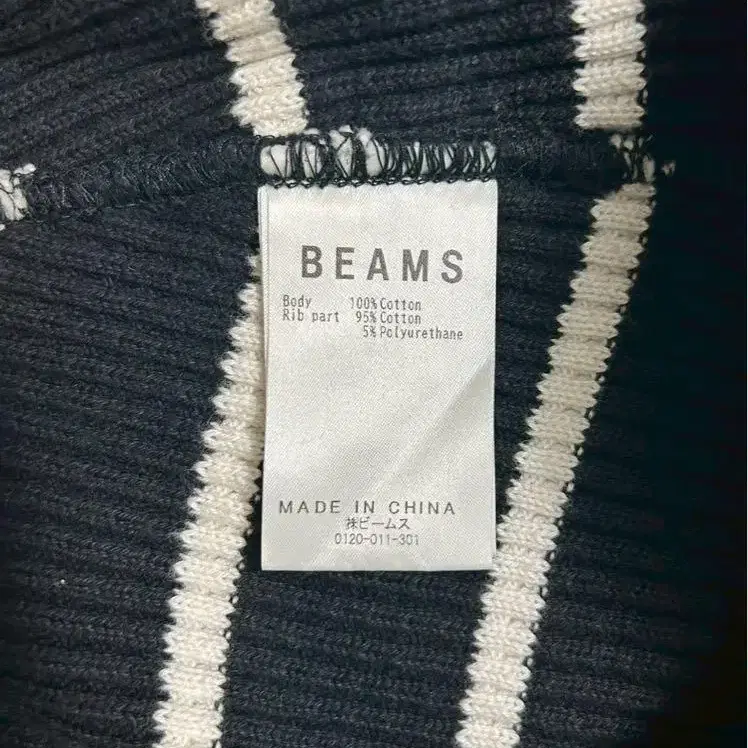 BEAMS
Body 100% Cotton
Rib part 95% Cotton
5% Polyurethane
MADE IN CHINA
㈱ビームス
0120-011-301